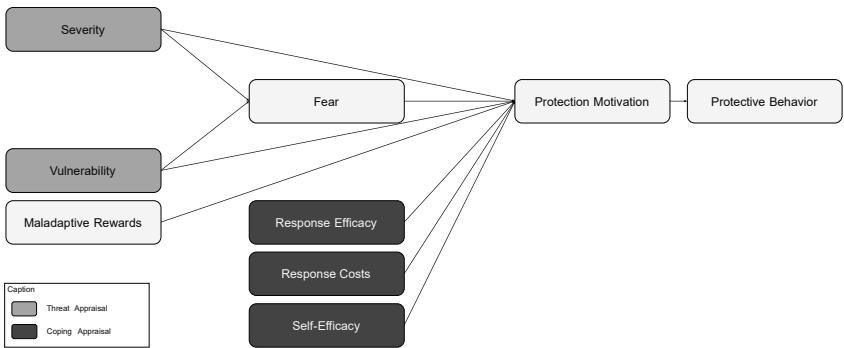 Severity
Fear
Protection Motivation
Protective Behavior
Vulnerability
Maladaptive Rewards
Response Efficacy
Response Costs
Self-Efficacy
Caption
Threat Appraisal
Coping Appraisal